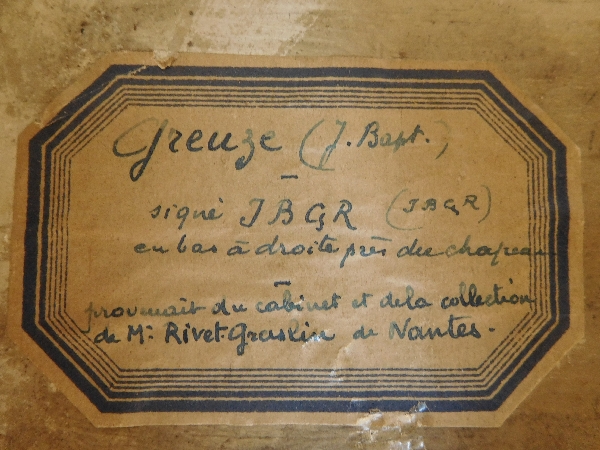 Greuze (J. Bapt.)
signé JBGR (JBGR)
en bas à droite près du chapeau
provenait du cabinet et de la collection
de Mr Rivet-Graslin de Nantes.